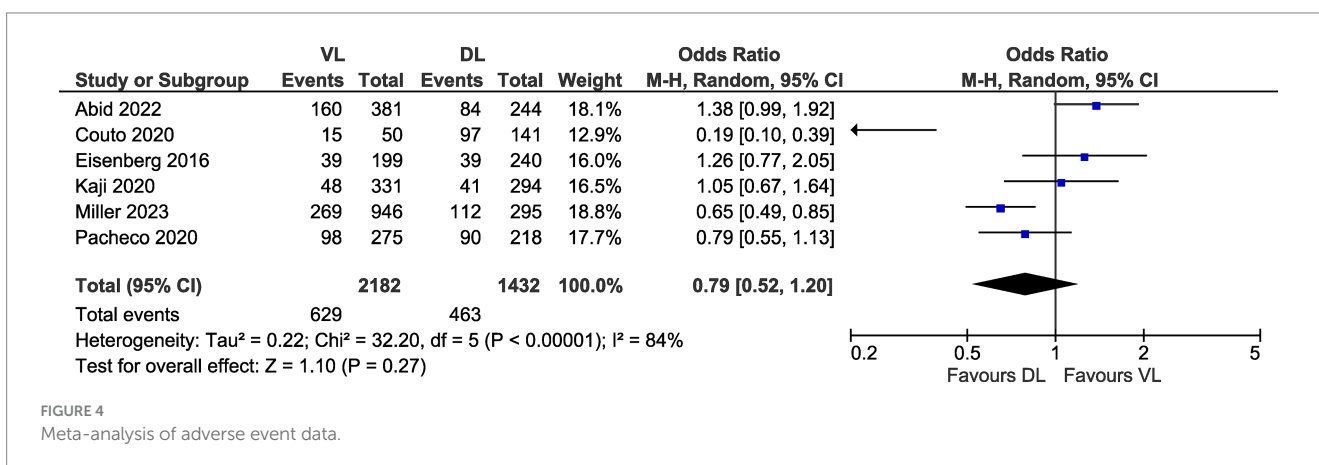 VL DL Odds Ratio Odds Ratio
Study or Subgroup Events Total Events Total Weight M-H, Random, 95% CI M-H, Random, 95% CI
Abid 2022 160 381 84 244 18.1% 1.38 [0.99, 1.92]
Couto 2020 15 50 97 141 12.9% 0.19 [0.10, 0.39]
Eisenberg 2016 39 199 39 240 16.0% 1.26 [0.77, 2.05]
Kaji 2020 48 331 41 294 16.5% 1.05 [0.67, 1.64]
Miller 2023 269 946 112 295 18.8% 0.65 [0.49, 0.85]
Pacheco 2020 98 275 90 218 17.7% 0.79 [0.55, 1.13]
Total (95% CI) 2182 1432 100.0% 0.79 [0.52, 1.20]
Total events 629 463
Heterogeneity: Tau² = 0.22; Chi² = 32.20, df = 5 (P < 0.00001); I² = 84%
Test for overall effect: Z = 1.10 (P = 0.27)
0.2 0.5 1 2 5
Favours DL Favours VL
FIGURE 4
Meta-analysis of adverse event data.